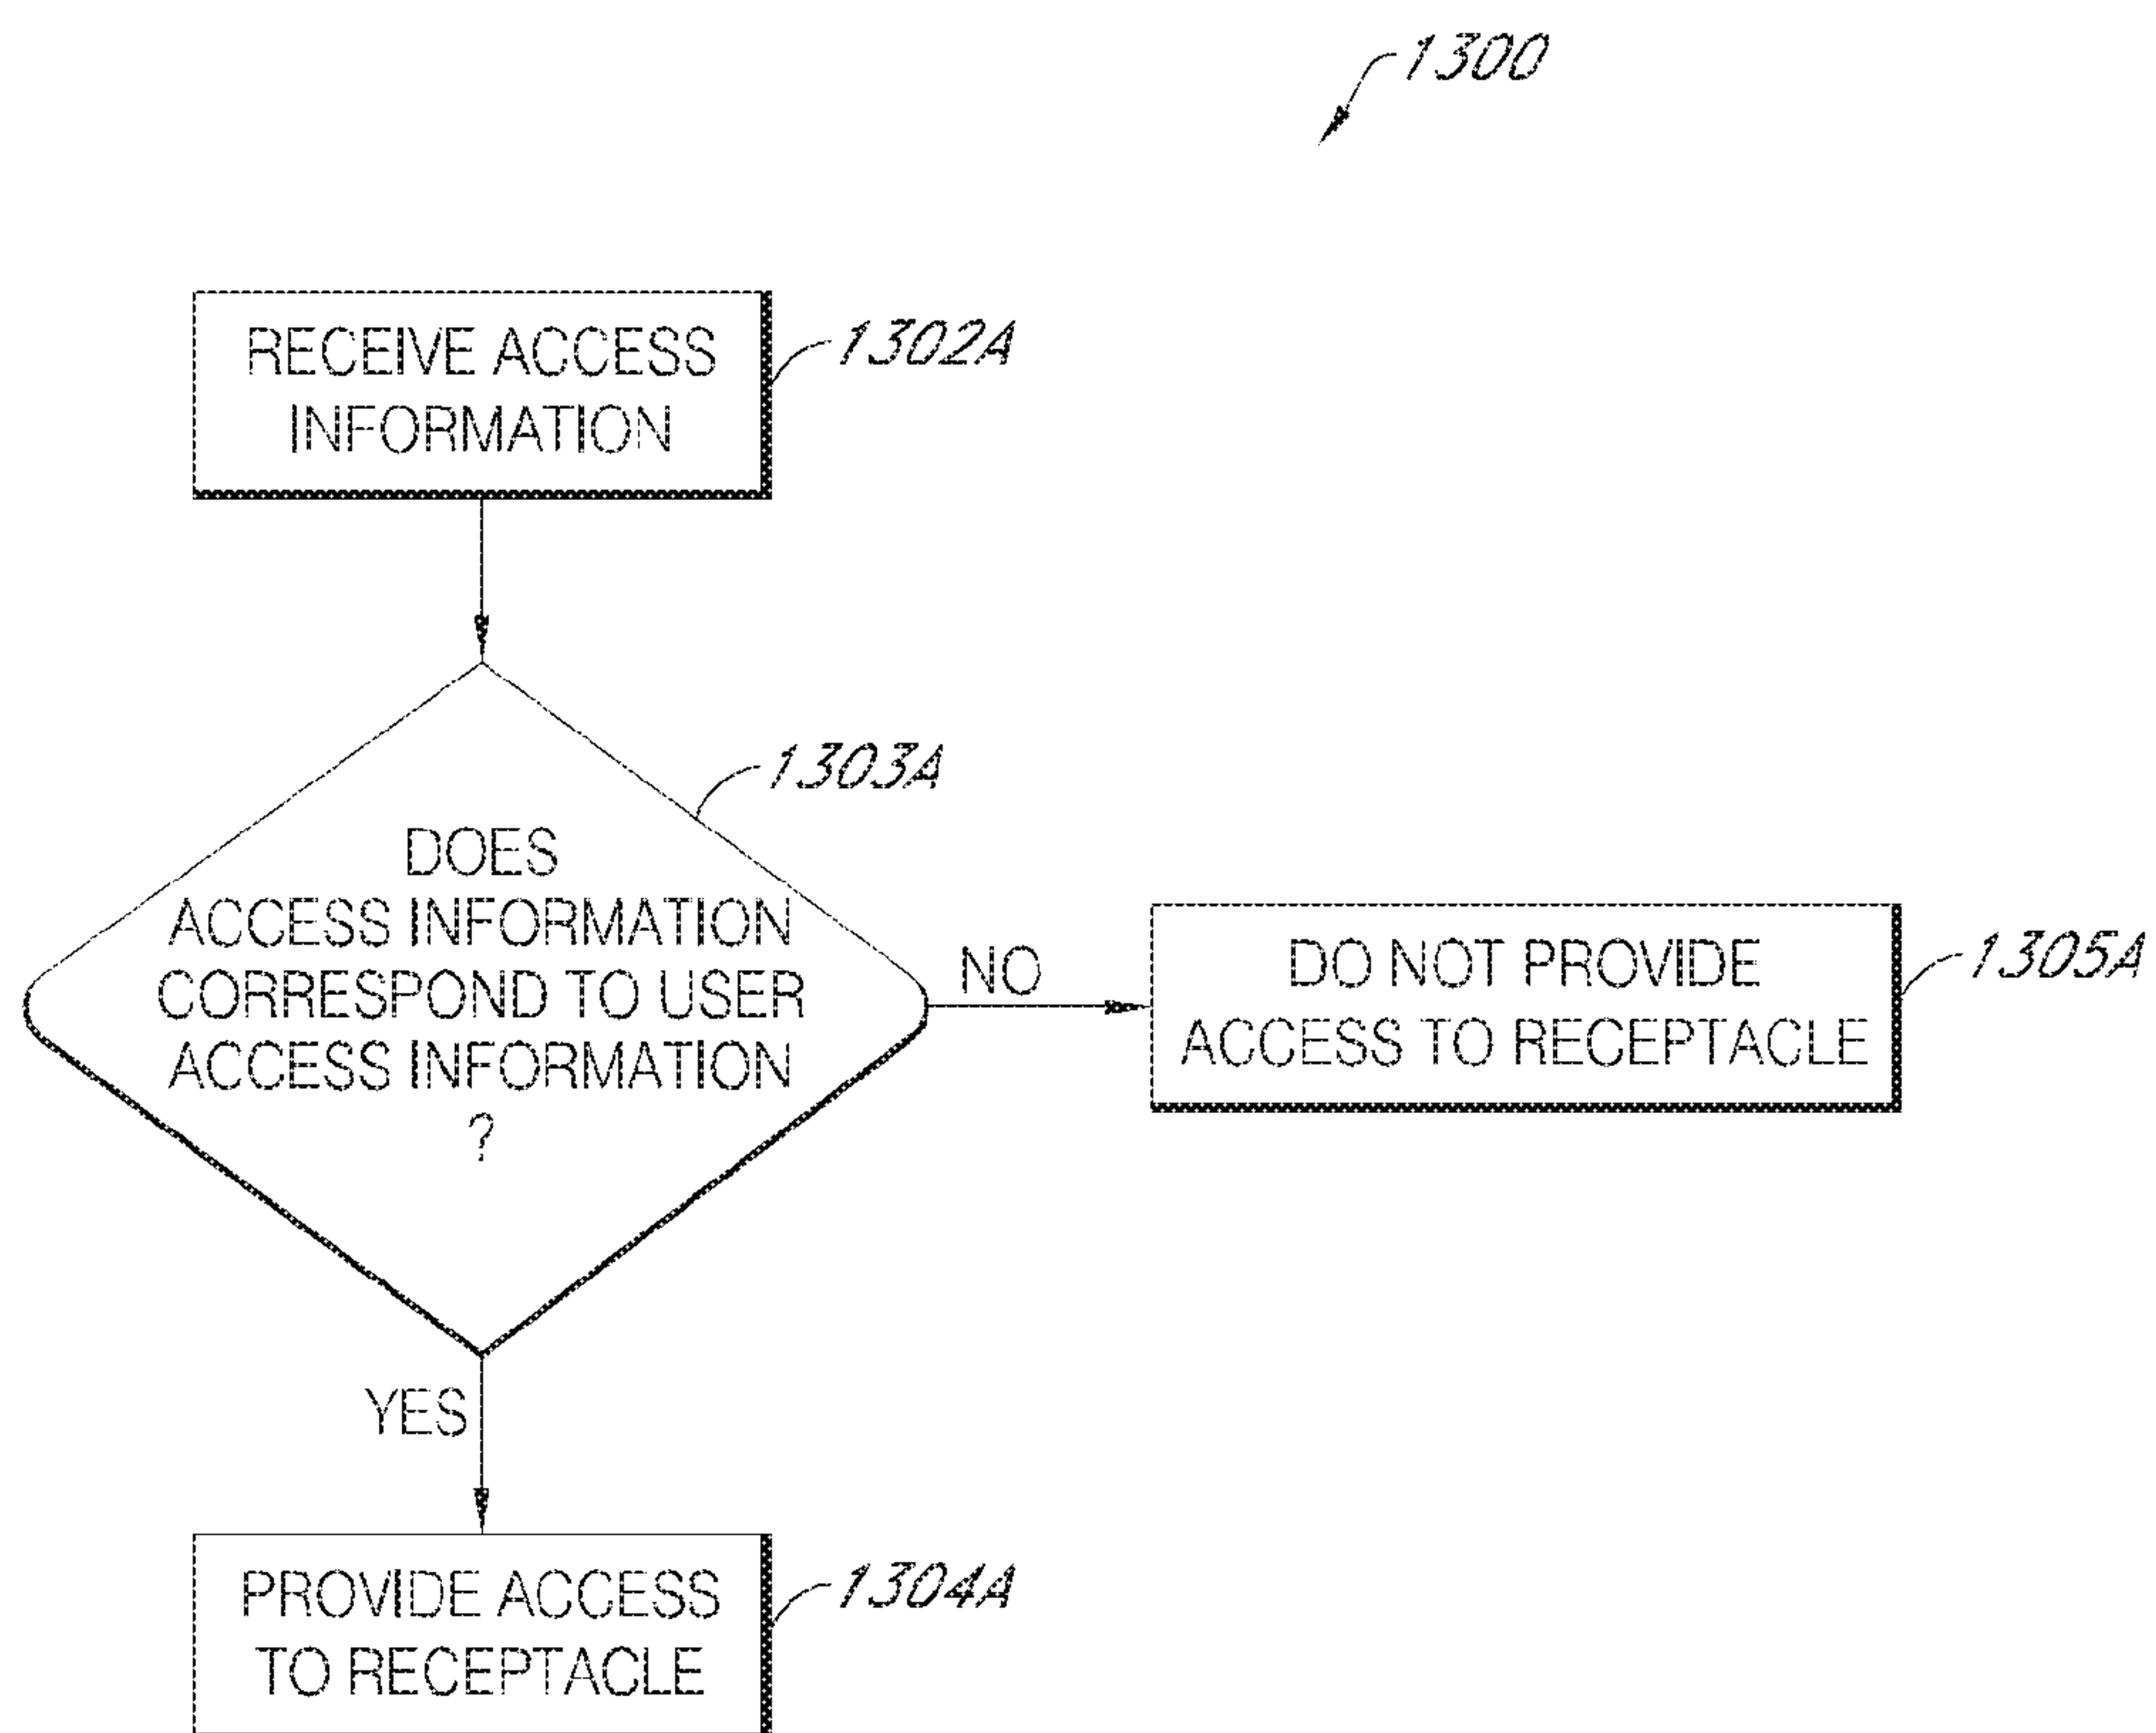 1300
RECEIVE ACCESS
INFORMATION
1302A
1303A
DOES
ACCESS INFORMATION
CORRESPOND TO USER
ACCESS INFORMATION
?
NO
DO NOT PROVIDE
ACCESS TO RECEPTACLE
1305A
YES
PROVIDE ACCESS
TO RECEPTACLE
1304A